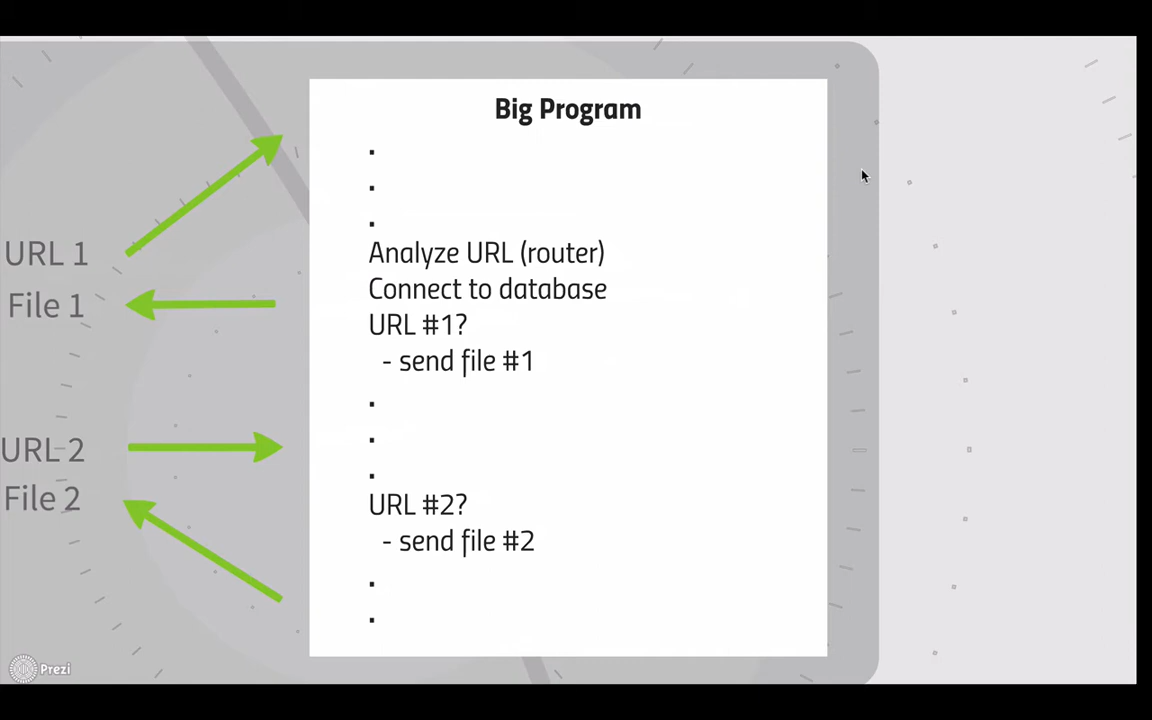 Big Program
.
.
.
Analyze URL (router)
Connect to database
URL #1?
- send file #1
.
.
.
URL #2?
- send file #2
.
.
URL 1
File 1
URL 2
File 2
Prezi